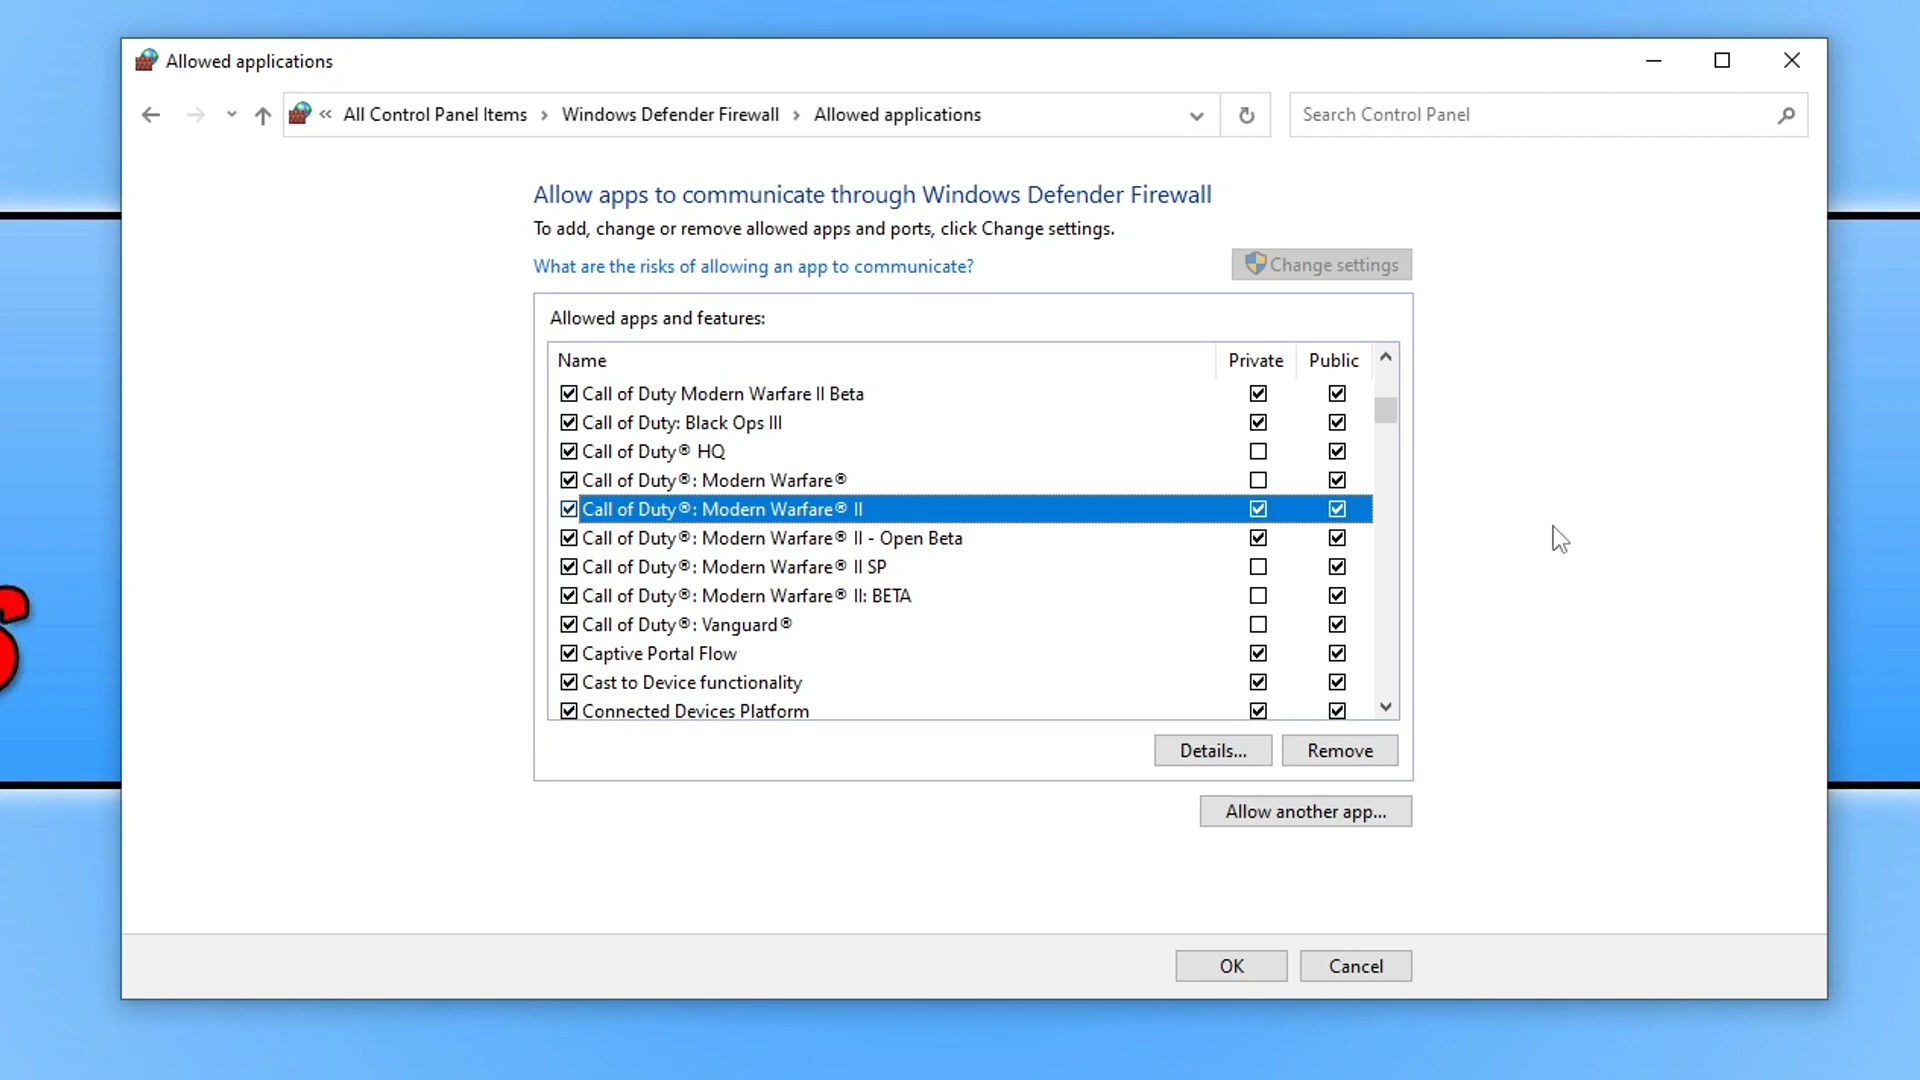 Allowed applications
« All Control Panel Items > Windows Defender Firewall > Allowed applications
Search Control Panel
Allow apps to communicate through Windows Defender Firewall
To add, change or remove allowed apps and ports, click Change settings.
What are the risks of allowing an app to communicate?
Change settings
Allowed apps and features:
Name Private Public
Call of Duty Modern Warfare II Beta
Call of Duty: Black Ops III
Call of Duty® HQ
Call of Duty®: Modern Warfare®
Call of Duty®: Modern Warfare® II
Call of Duty®: Modern Warfare® II - Open Beta
Call of Duty®: Modern Warfare® II SP
Call of Duty®: Modern Warfare® II: BETA
Call of Duty®: Vanguard®
Captive Portal Flow
Cast to Device functionality
Connected Devices Platform
Details... Remove
Allow another app...
OK Cancel